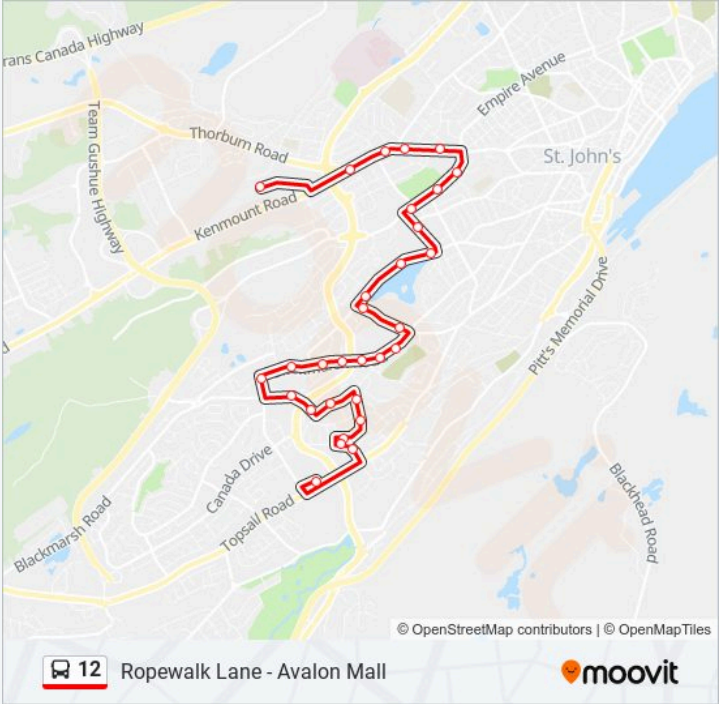 rans Canada Highway
Empire Avenue
Team Gushue Highway
Thorburn Road
St. John's
Kenmount Road
Pitt's Memorial Drive
Canada Drive
Blackhead Road
Topsail Road
Blackmarsh Road
© OpenStreetMap contributors | © OpenMapTiles
12 Ropewalk Lane - Avalon Mall
moovit